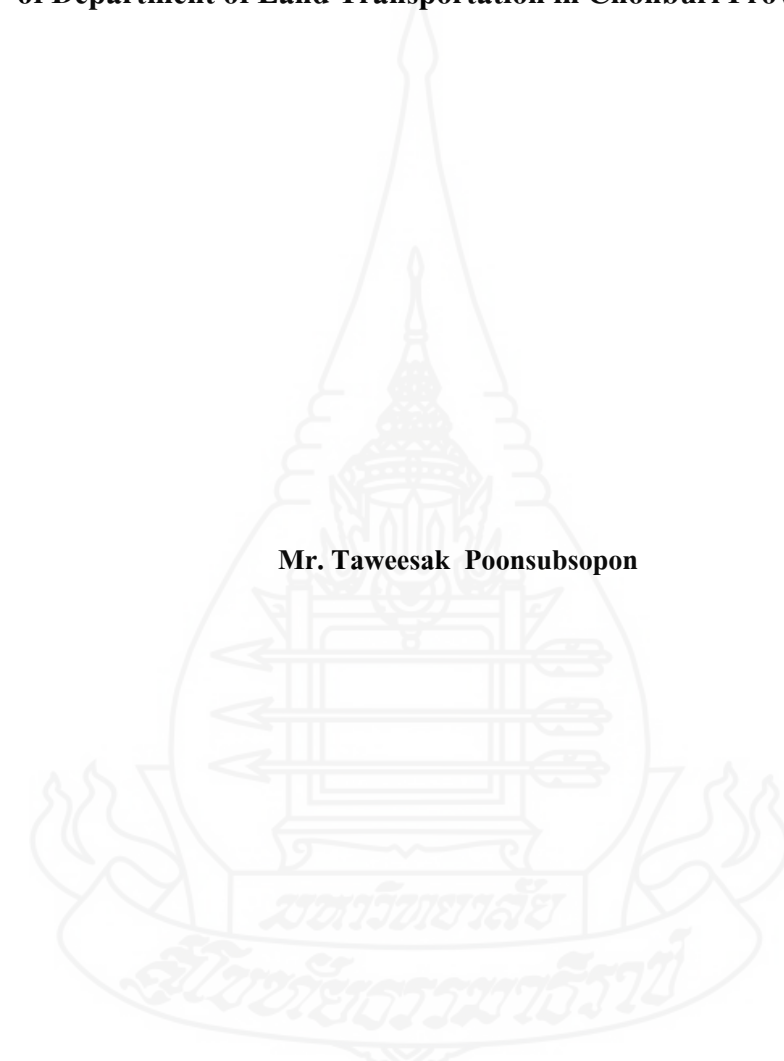 of Department of Land Transportation in Chonburi Prov
Mr. Taweesak Poonsubsopon
มหาวิทยาลัย
สุโขทัยธรรมาธิราช